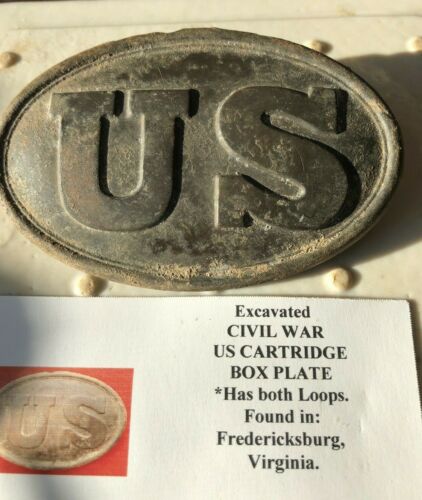 US
Excavated
CIVIL WAR
US CARTRIDGE
BOX PLATE
*Has both Loops.
Found in:
Fredericksburg,
Virginia.
US